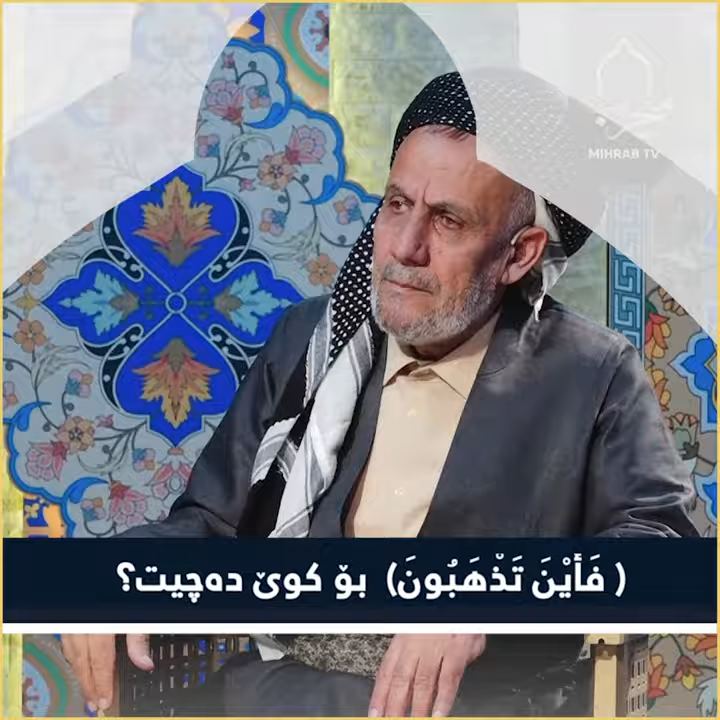 MIHRAB TV
( فَأَيْنَ تَذْهَبُونَ) بۆ کوێ دەچیت؟